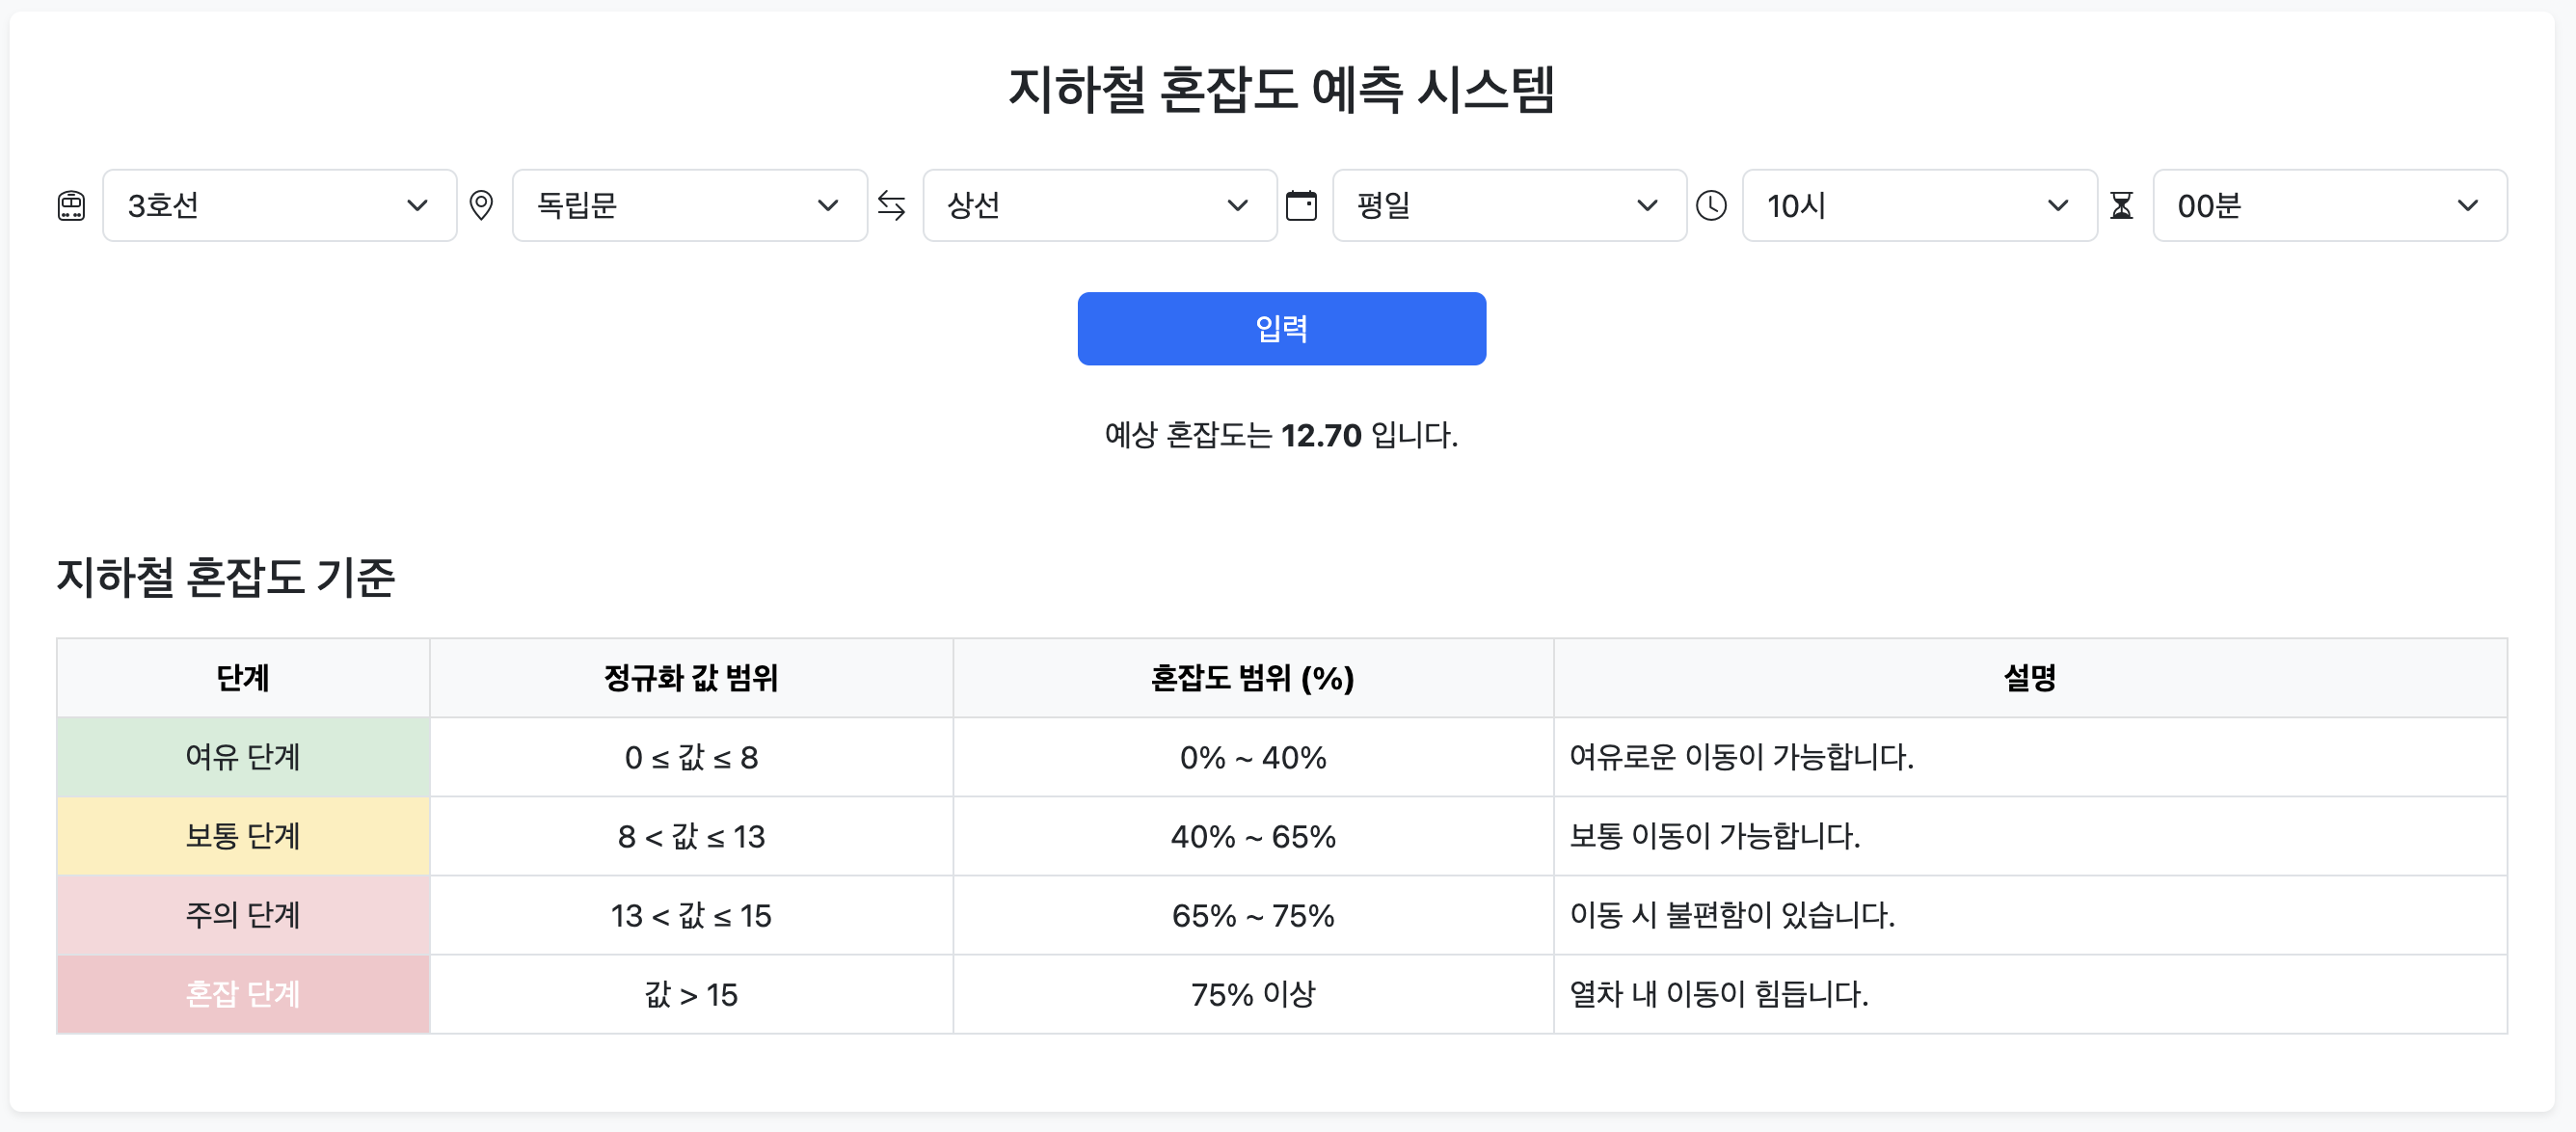 지하철 혼잡도 예측 시스템
3호선 독립문 상선 평일 10시 00분
입력
예상 혼잡도는 12.70 입니다.
지하철 혼잡도 기준
단계 정규화 값 범위 혼잡도 범위 (%) 설명
여유 단계 0 ≤ 값 ≤ 8 0% ~ 40% 여유로운 이동이 가능합니다.
보통 단계 8 < 값 ≤ 13 40% ~ 65% 보통 이동이 가능합니다.
주의 단계 13 < 값 ≤ 15 65% ~ 75% 이동 시 불편함이 있습니다.
혼잡 단계 값 > 15 75% 이상 열차 내 이동이 힘듭니다.